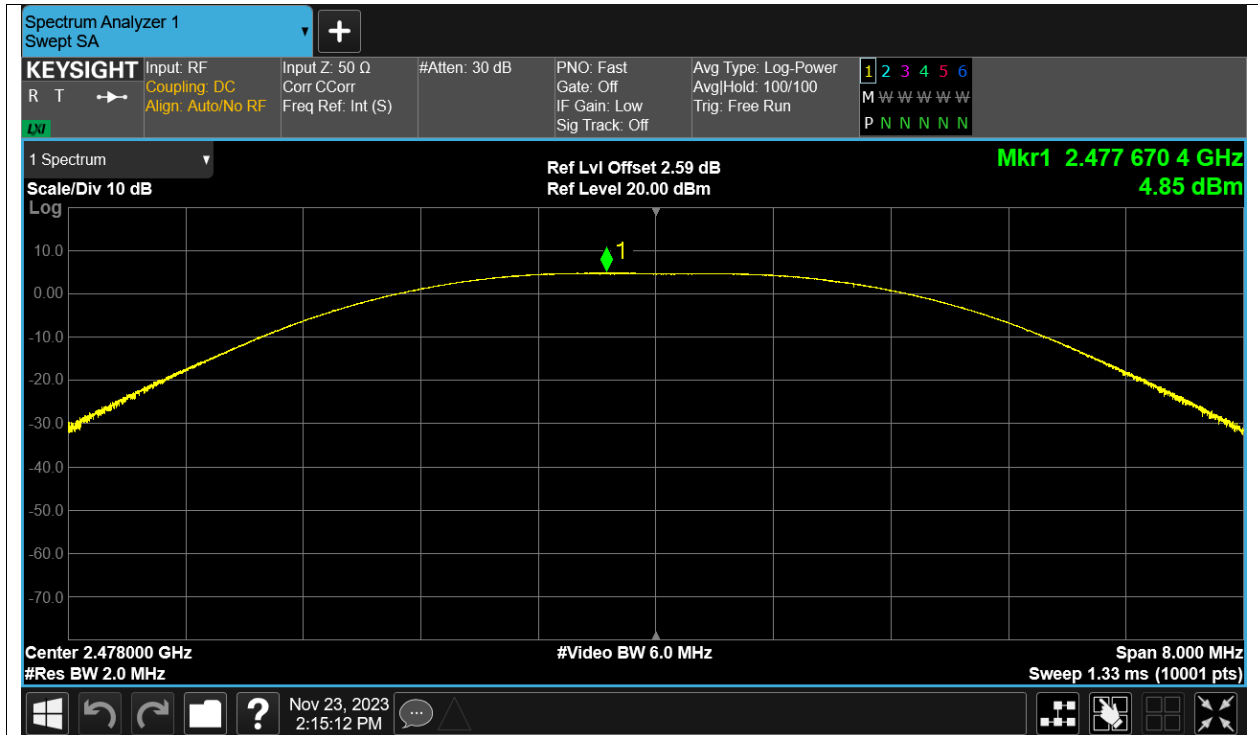 Spectrum Analyzer 1
Swept SA
KEYSIGHT
R T
LXI
Input: RF
Coupling: DC
Align: Auto/No RF
Input Z: 50 Ω
Corr CCorr
Freq Ref: Int (S)
#Atten: 30 dB
PNO: Fast
Gate: Off
IF Gain: Low
Sig Track: Off
Avg Type: Log-Power
Avg|Hold: 100/100
Trig: Free Run
1 2 3 4 5 6
M W W W W W
P N N N N N
1 Spectrum
Scale/Div 10 dB
Log
Ref Lvl Offset 2.59 dB
Ref Level 20.00 dBm
Mkr1 2.477 670 4 GHz
4.85 dBm
1
10.0
0.00
-10.0
-20.0
-30.0
-40.0
-50.0
-60.0
-70.0
Center 2.478000 GHz
#Res BW 2.0 MHz
#Video BW 6.0 MHz
Span 8.000 MHz
Sweep 1.33 ms (10001 pts)
?
Nov 23, 2023
2:15:12 PM